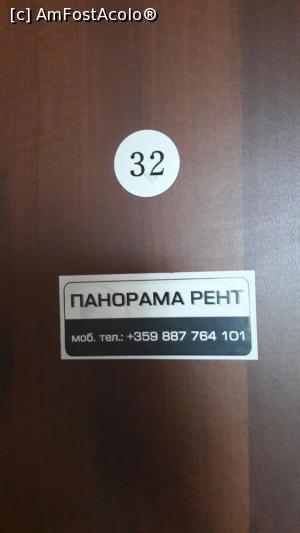 [c] AmFostAcolo®
32
ПАНОРАМА РЕНТ
моб. тел.: +359 887 764 101